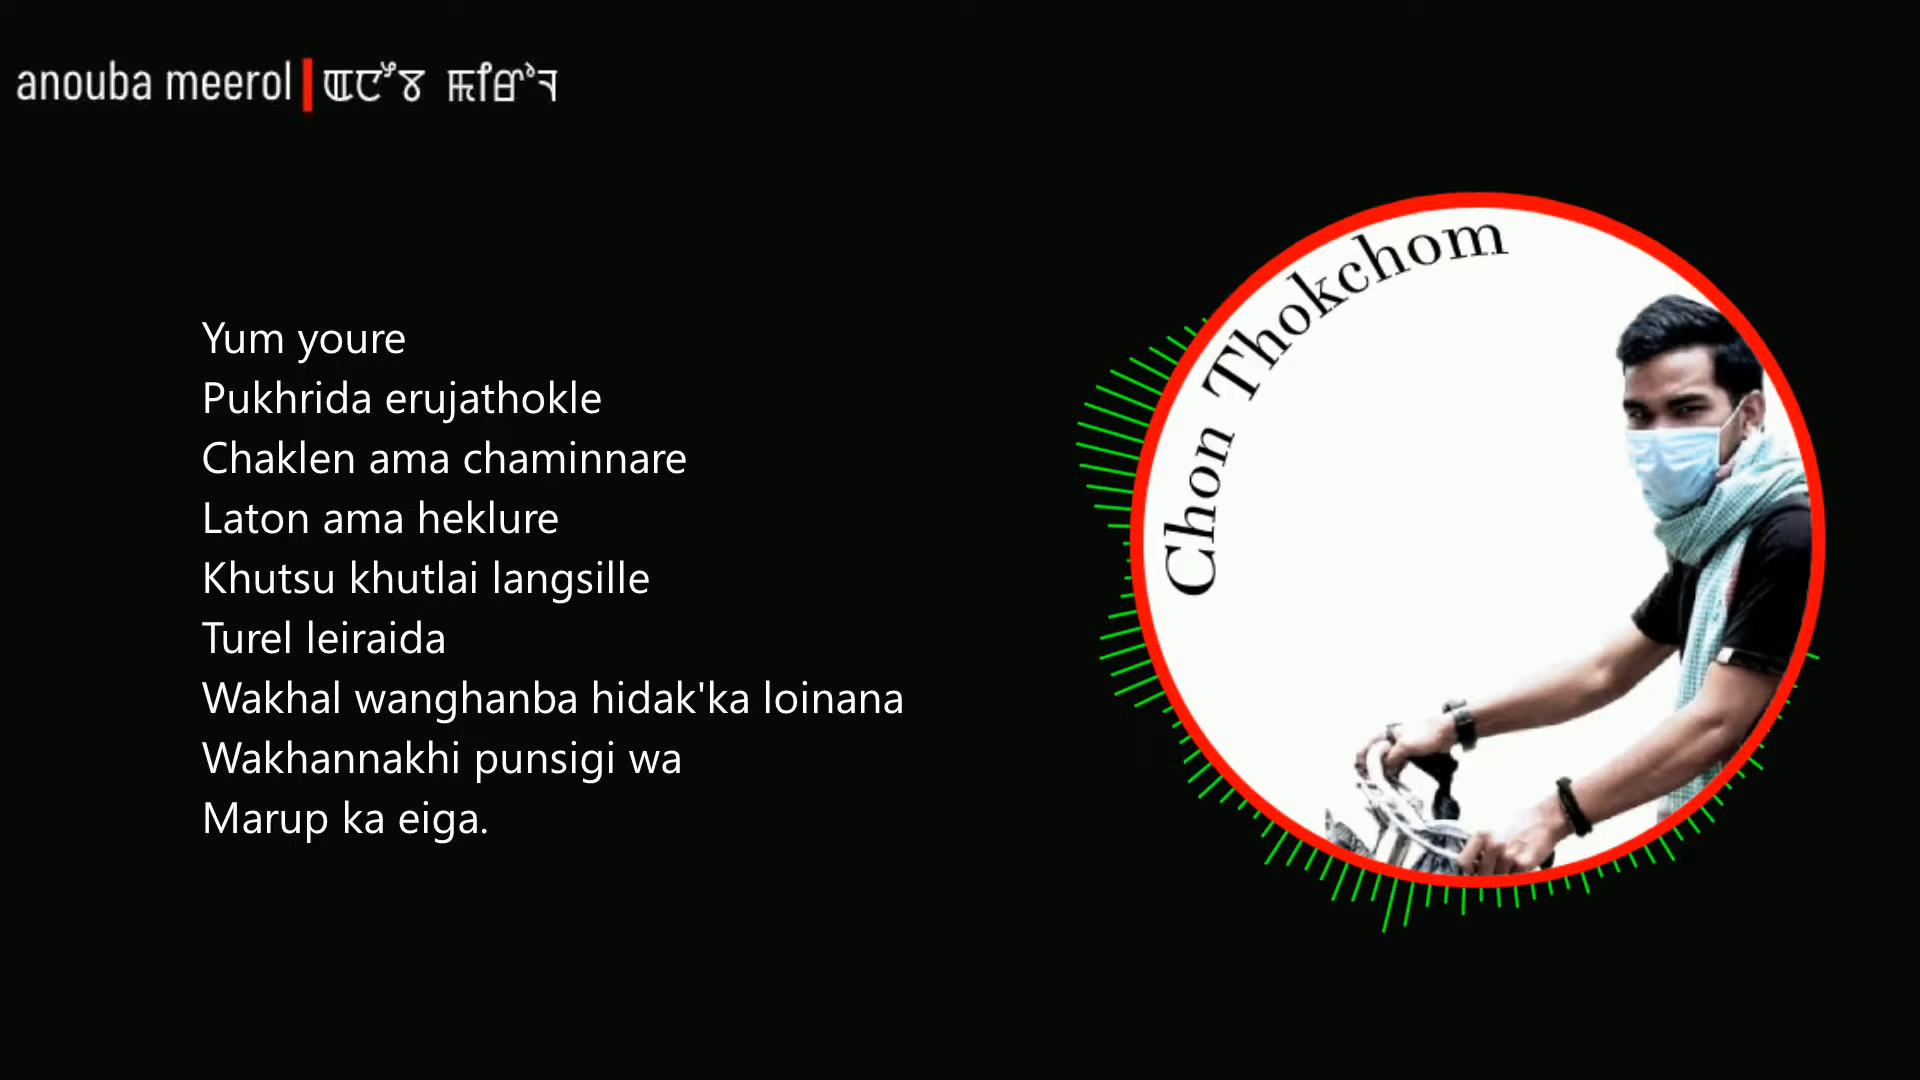 anouba meerol | ꯑꯅꯧꯕ ꯃꯤꯔꯣꯜ
Chon Thokchom
Yum youre
Pukhrida erujathokle
Chaklen ama chaminnare
Laton ama heklure
Khutsu khutlai langsille
Turel leiraida
Wakhal wanghanba hidak'ka loinana
Wakhannakhi punsigi wa
Marup ka eiga.